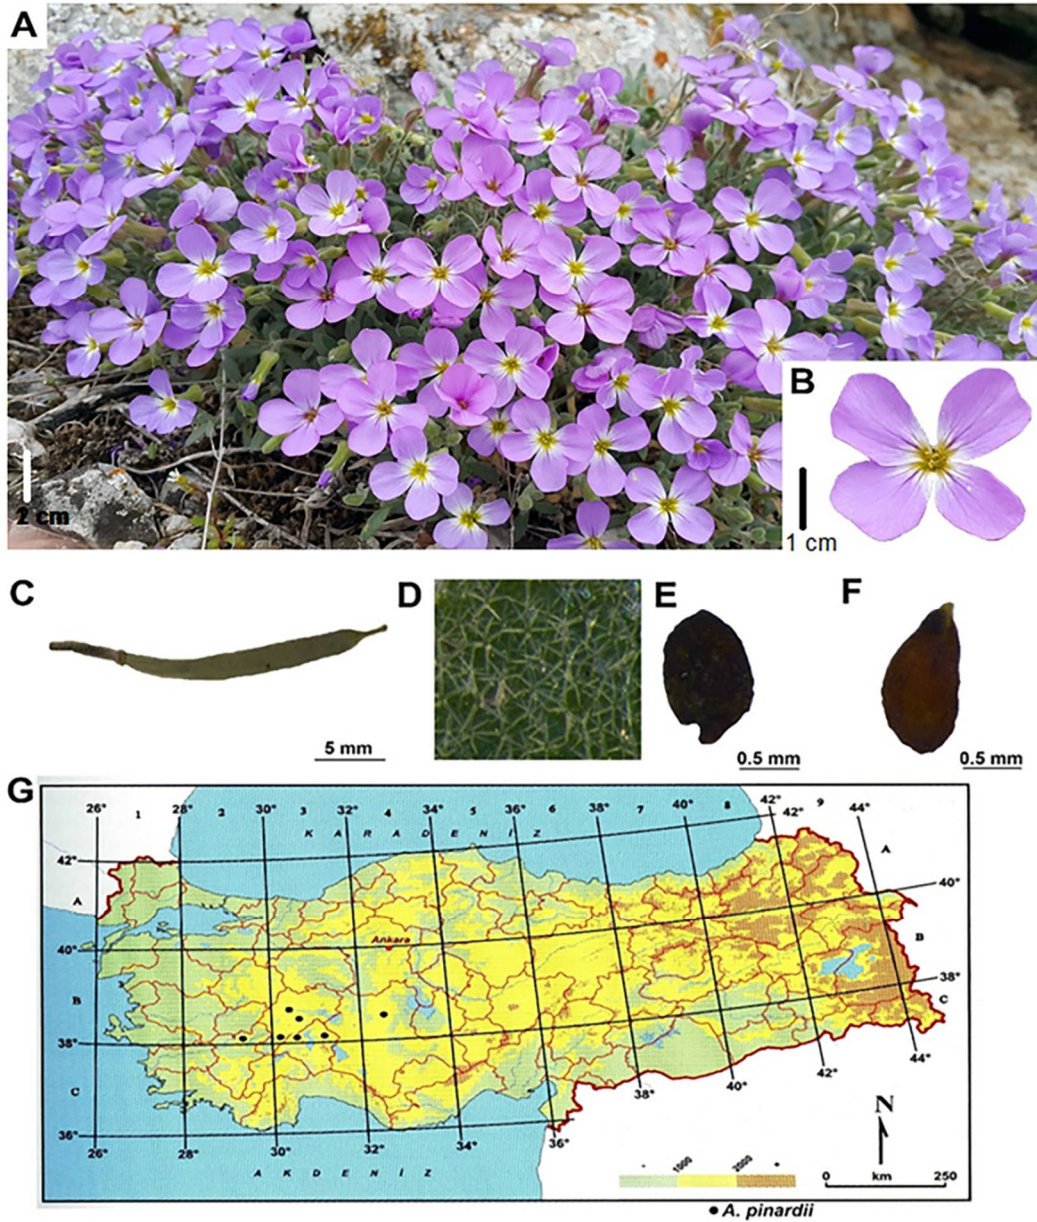 A
B
2 cm
1 cm
C
D
E
F
5 mm
0.5 mm
0.5 mm
G
26° 1 28° 2 30° 3 32° 4 34° 5 36° 6 38° 7 40° 8 42° 9 44°
42°
K A R A D E N İ Z
42°
A
A
40°
40°
Ankara
B
B
38°
38°
C
C
44°
42°
40°
38°
36°
36°
26° 28° 30° 32° 34°
N
A K D E N İ Z
- 1000 2000 +
0 km 250
A. pinardii